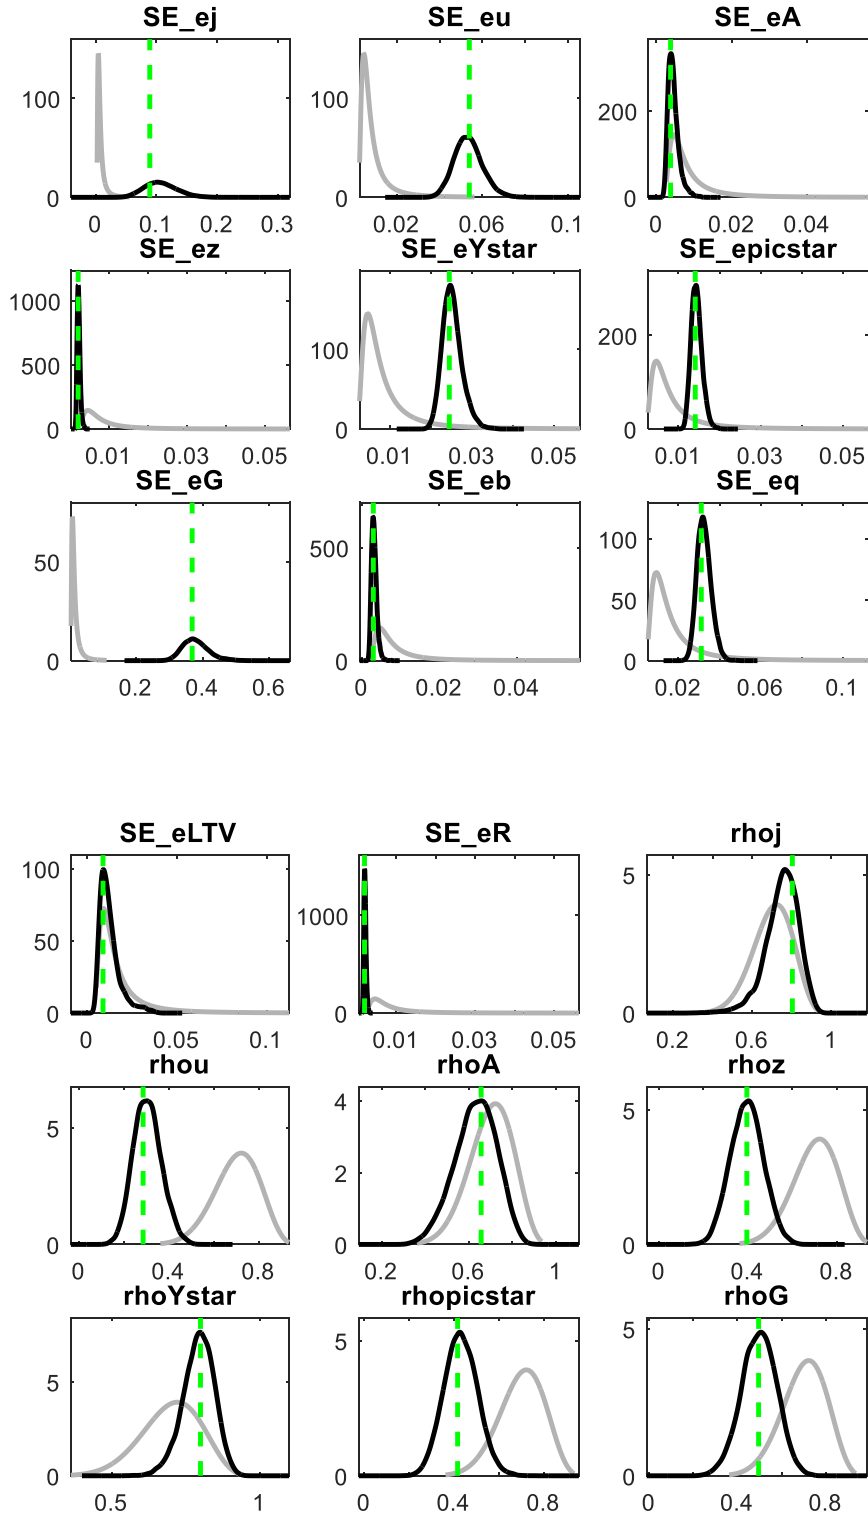 SE_ej SE_eu SE_eA
100 100 200
0 0 0
0 0.1 0.2 0.3 0.02 0.06 0.1 0 0.02 0.04
SE_ez SE_eYstar SE_epicstar
1000 200
500 100
0 0 0
0.01 0.03 0.05 0.01 0.03 0.05 0.01 0.03 0.05
SE_eG SE_eb SE_eq
50 500 100
50
0 0 0
0.2 0.4 0.6 0 0.02 0.04 0.02 0.06 0.1
SE_eLTV SE_eR rhoj
100 1000 5
50
0 0 0
0 0.05 0.1 0.01 0.03 0.05 0.2 0.6 1
rhou rhoA rhoz
5 4 5
2
0 0 0
0 0.4 0.8 0.2 0.6 1 0 0.4 0.8
rhoYstar rhopicstar rhoG
5 5 5
0 0 0
0.5 1 0 0.4 0.8 0 0.4 0.8